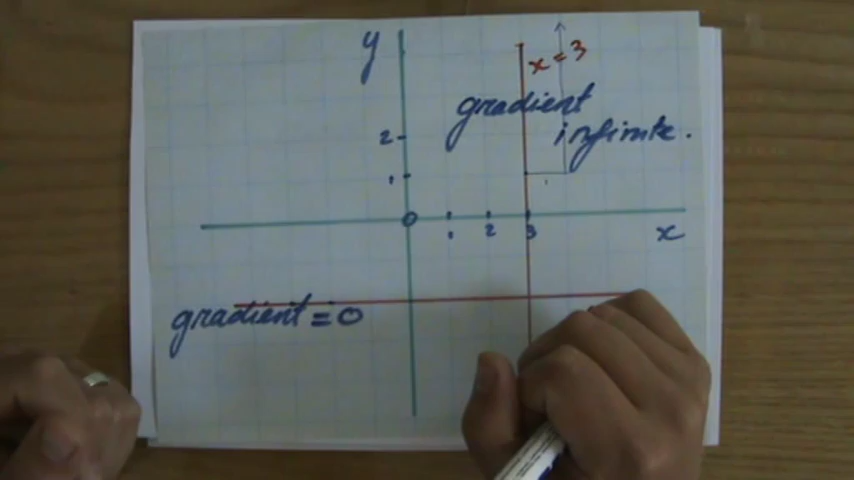 y
x = 3
gradient
infinite.
2
1
0
1 2 3
x
gradient = 0